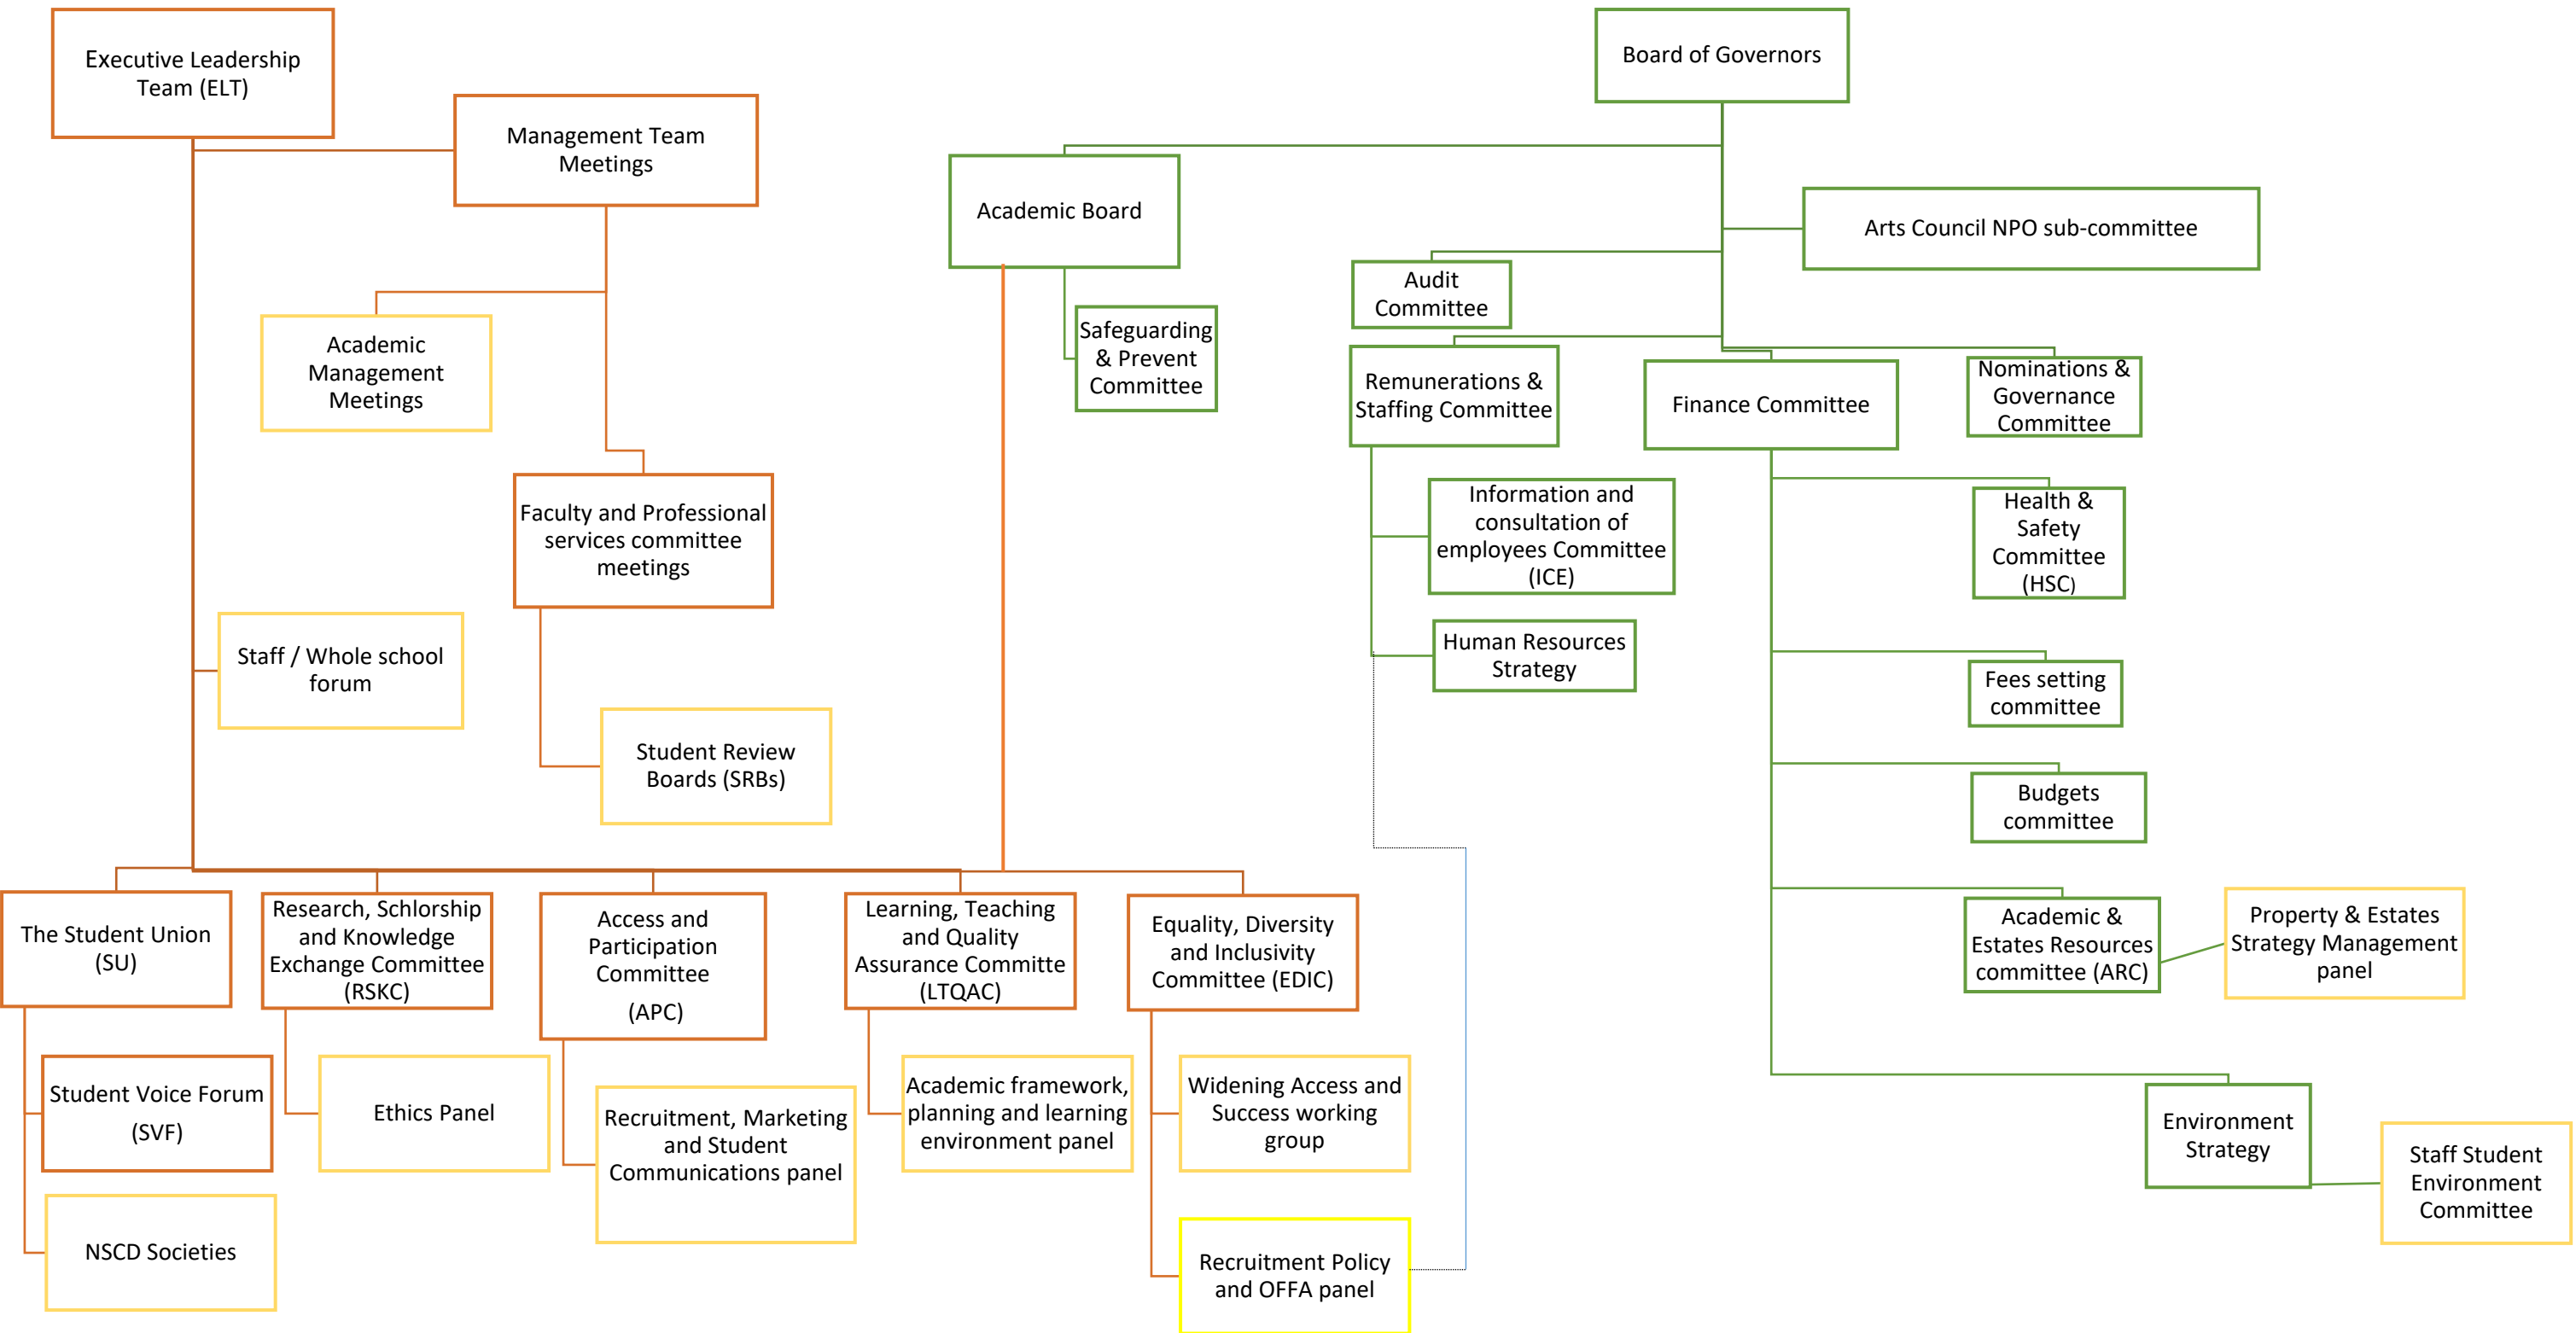 Executive Leadership
Team (ELT)
Board of Governors
Management Team
Meetings
Academic Board
Arts Council NPO sub-committee
Audit
Committee
Safeguarding
& Prevent
Committee
Academic
Management
Meetings
Remunerations &
Staffing Committee
Finance Committee
Nominations &
Governance
Committee
Faculty and Professional
services committee
meetings
Information and
consultation of
employees Committee
(ICE)
Health &
Safety
Committee
(HSC)
Staff / Whole school
forum
Human Resources
Strategy
Fees setting
committee
Student Review
Boards (SRBs)
Budgets
committee
The Student Union
(SU)
Research, Schlorship
and Knowledge
Exchange Committee
(RSKC)
Access and
Participation
Committee
(APC)
Learning, Teaching
and Quality
Assurance Committe
(LTQAC)
Equality, Diversity
and Inclusivity
Committee (EDIC)
Academic &
Estates Resources
committee (ARC)
Property & Estates
Strategy Management
panel
Student Voice Forum
(SVF)
Ethics Panel
Recruitment, Marketing
and Student
Communications panel
Academic framework,
planning and learning
environment panel
Widening Access and
Success working
group
Environment
Strategy
Staff Student
Environment
Committee
NSCD Societies
Recruitment Policy
and OFFA panel